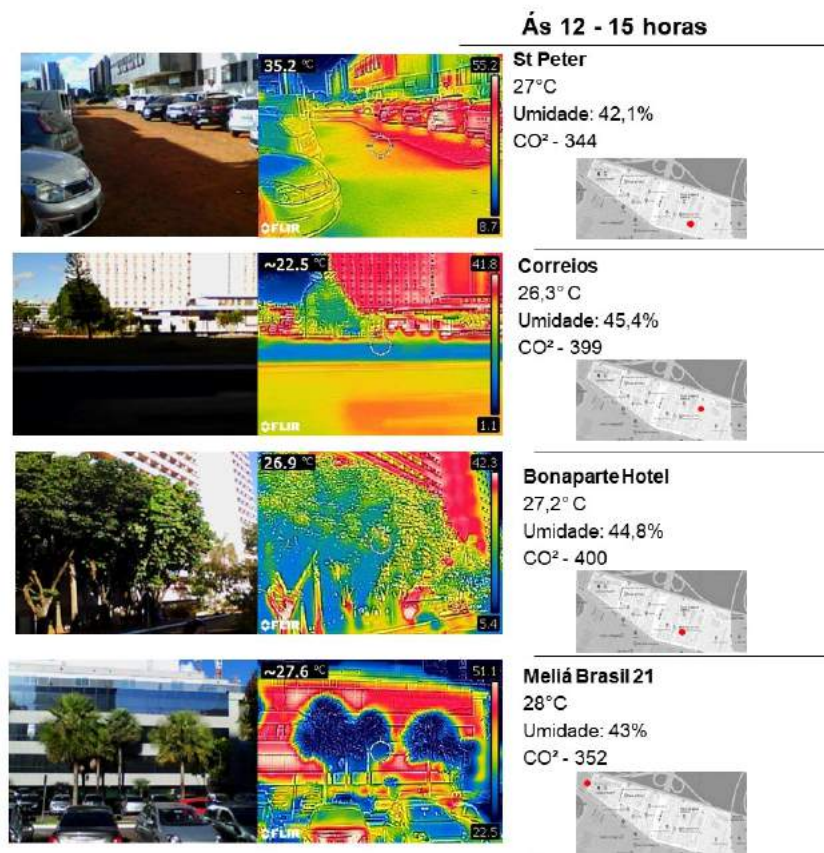 Ás 12 - 15 horas
35.2 °C
55.2
8.7
FLIR
St Peter
27°C
Umidade: 42,1%
CO² - 344
~22.5 °C
41.8
1.1
FLIR
Correios
26,3° C
Umidade: 45,4%
CO² - 399
26.9 °C
42.3
5.4
FLIR
Bonaparte Hotel
27,2° C
Umidade: 44,8%
CO² - 400
~27.6 °C
51.1
22.5
FLIR
Meliá Brasil 21
28°C
Umidade: 43%
CO² - 352